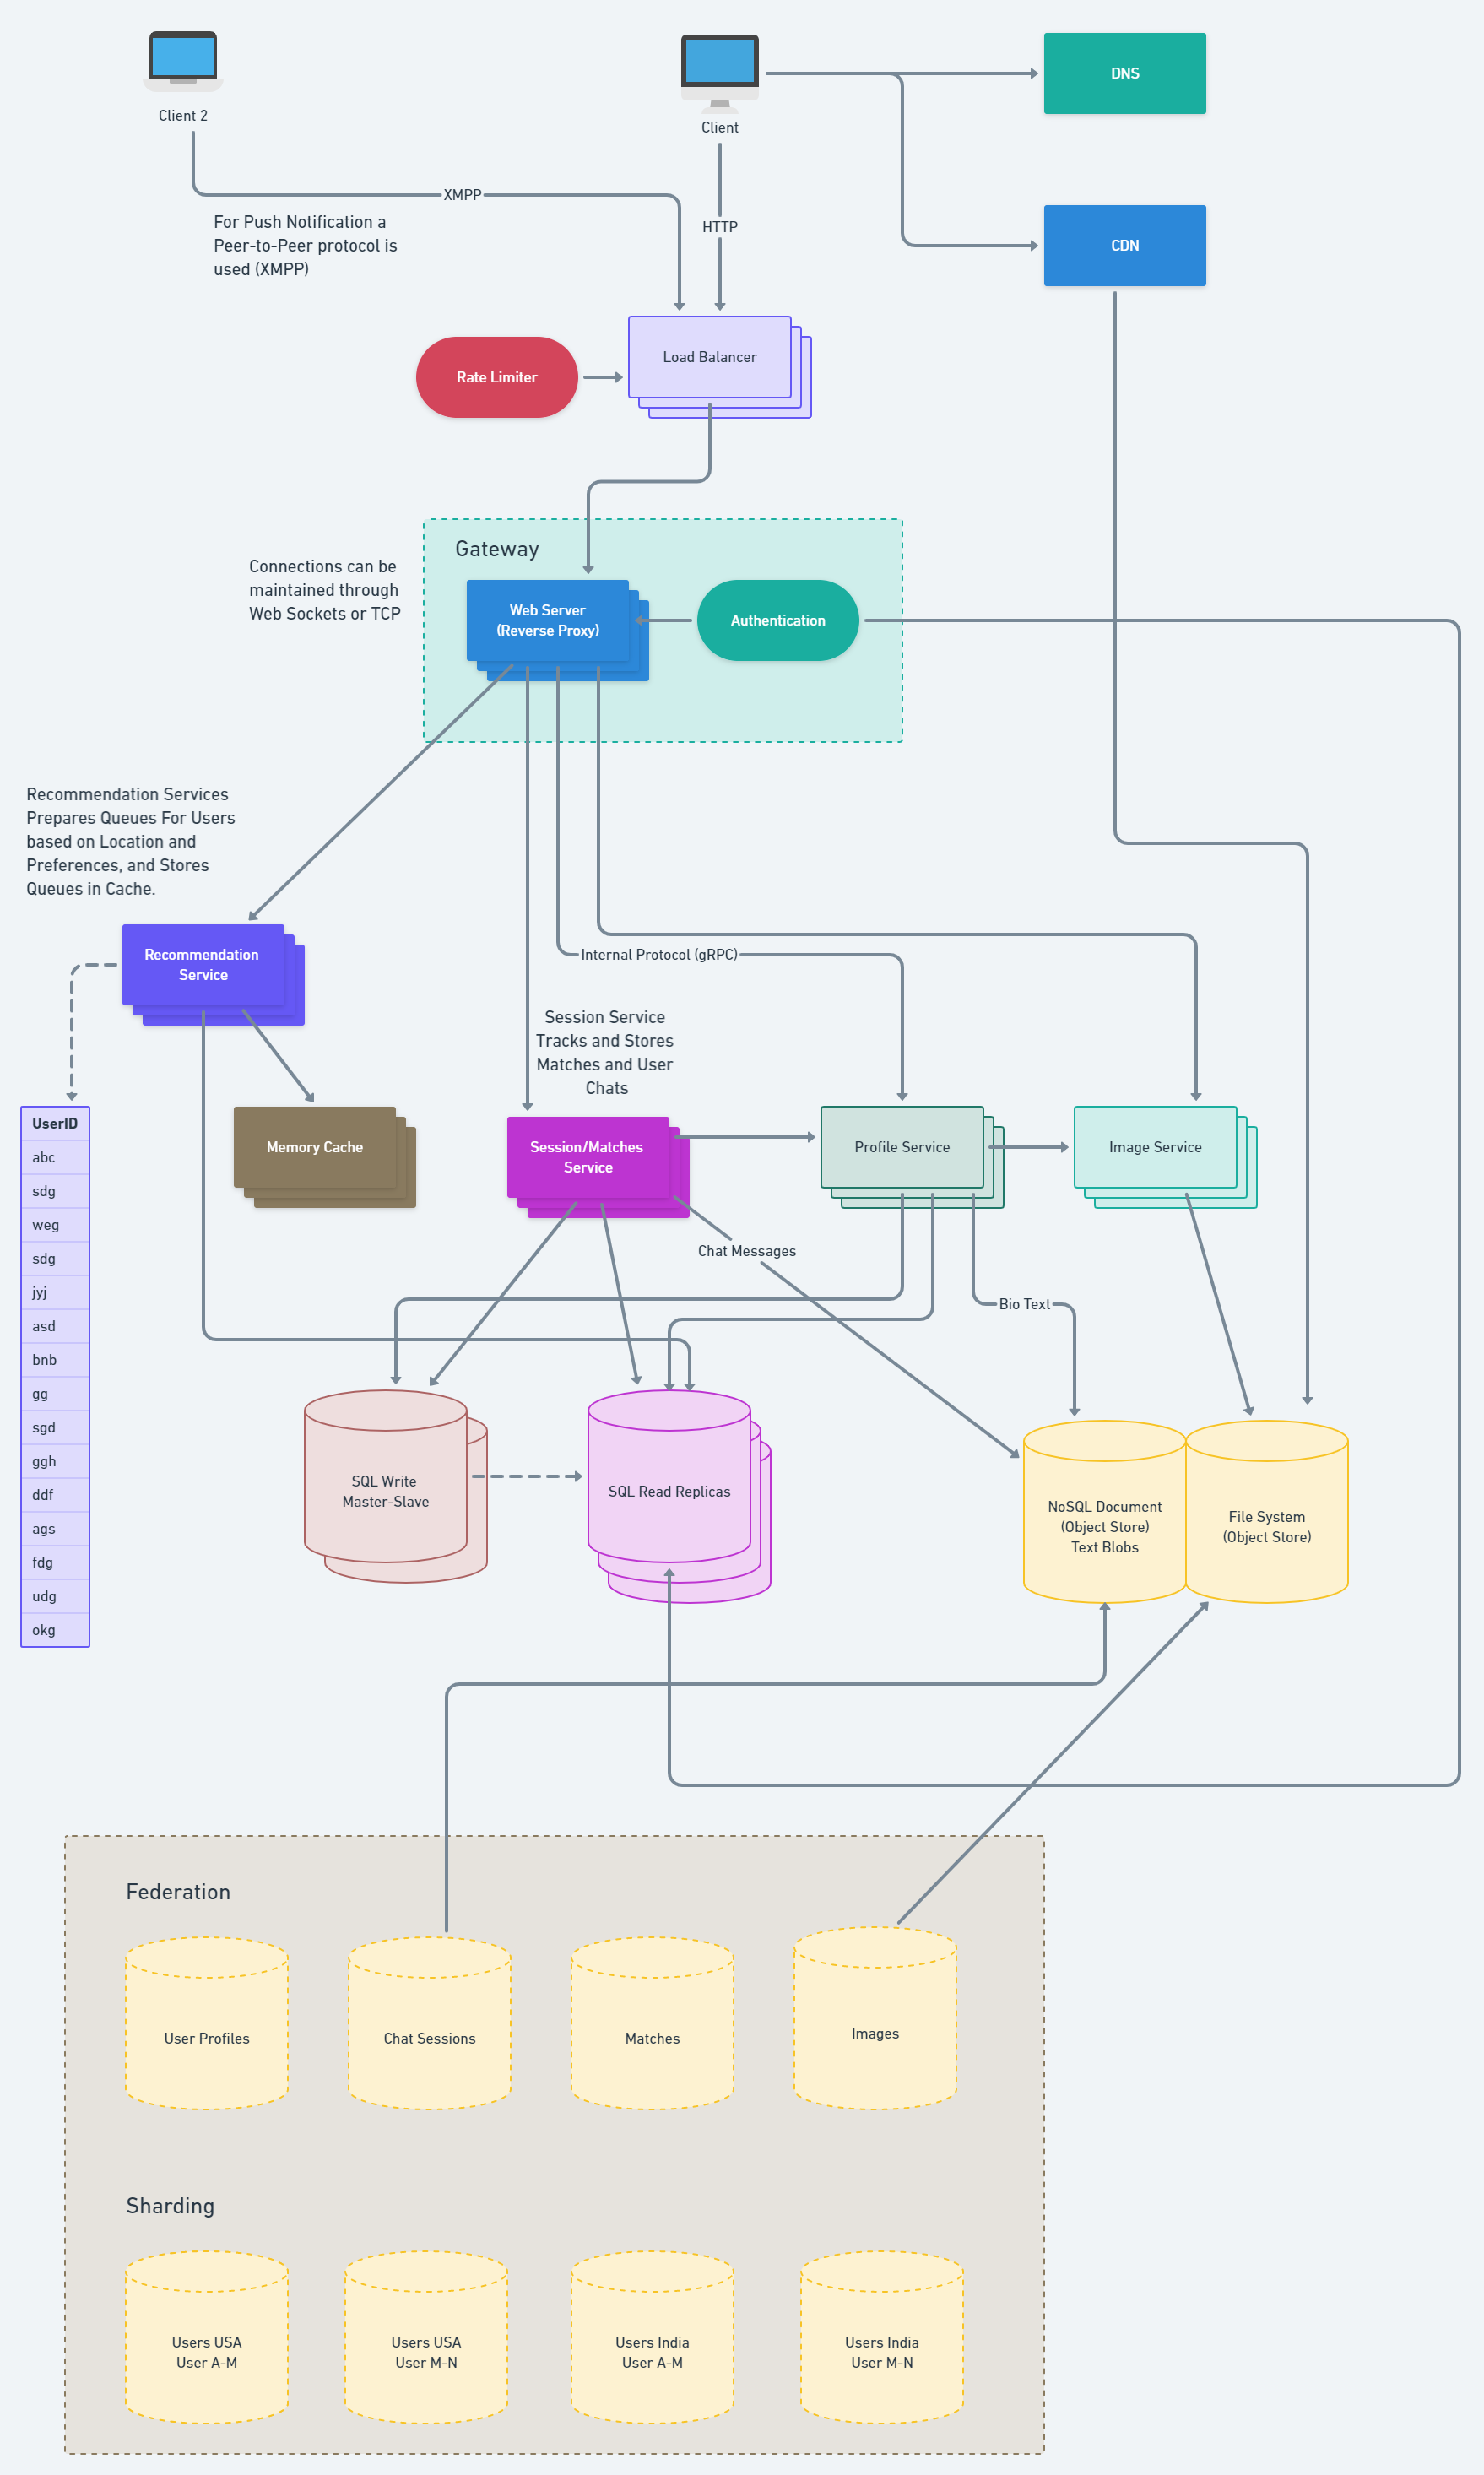 DNS
Client 2
Client
XMPP
For Push Notification a
Peer-to-Peer protocol is
used (XMPP)
HTTP
CDN
Load Balancer
Rate Limiter
Gateway
Connections can be
maintained through
Web Sockets or TCP
Web Server
(Reverse Proxy)
Authentication
Recommendation Services
Prepares Queues For Users
based on Location and
Preferences, and Stores
Queues in Cache.
Recommendation
Service
Internal Protocol (gRPC)
Session Service
Tracks and Stores
Matches and User
Chats
UserID
abc
sdg
weg
sdg
jyj
asd
bnb
gg
sgd
ggh
ddf
ags
fdg
udg
okg
Memory Cache
Session/Matches
Service
Profile Service
Image Service
Chat Messages
Bio Text
SQL Write
Master-Slave
SQL Read Replicas
NoSQL Document
(Object Store)
Text Blobs
File System
(Object Store)
Federation
User Profiles
Chat Sessions
Matches
Images
Sharding
Users USA
User A-M
Users USA
User M-N
Users India
User A-M
Users India
User M-N